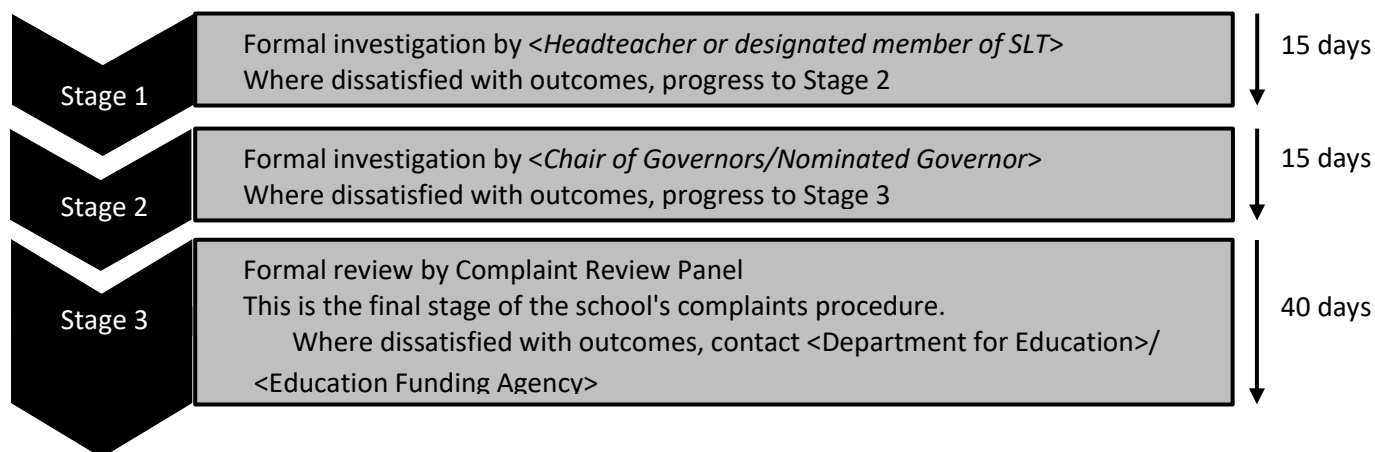 Stage 1
Formal investigation by <Headteacher or designated member of SLT>
Where dissatisfied with outcomes, progress to Stage 2
15 days
Stage 2
Formal investigation by <Chair of Governors/Nominated Governor>
Where dissatisfied with outcomes, progress to Stage 3
15 days
Stage 3
Formal review by Complaint Review Panel
This is the final stage of the school's complaints procedure.
Where dissatisfied with outcomes, contact <Department for Education>/
<Education Funding Agency>
40 days